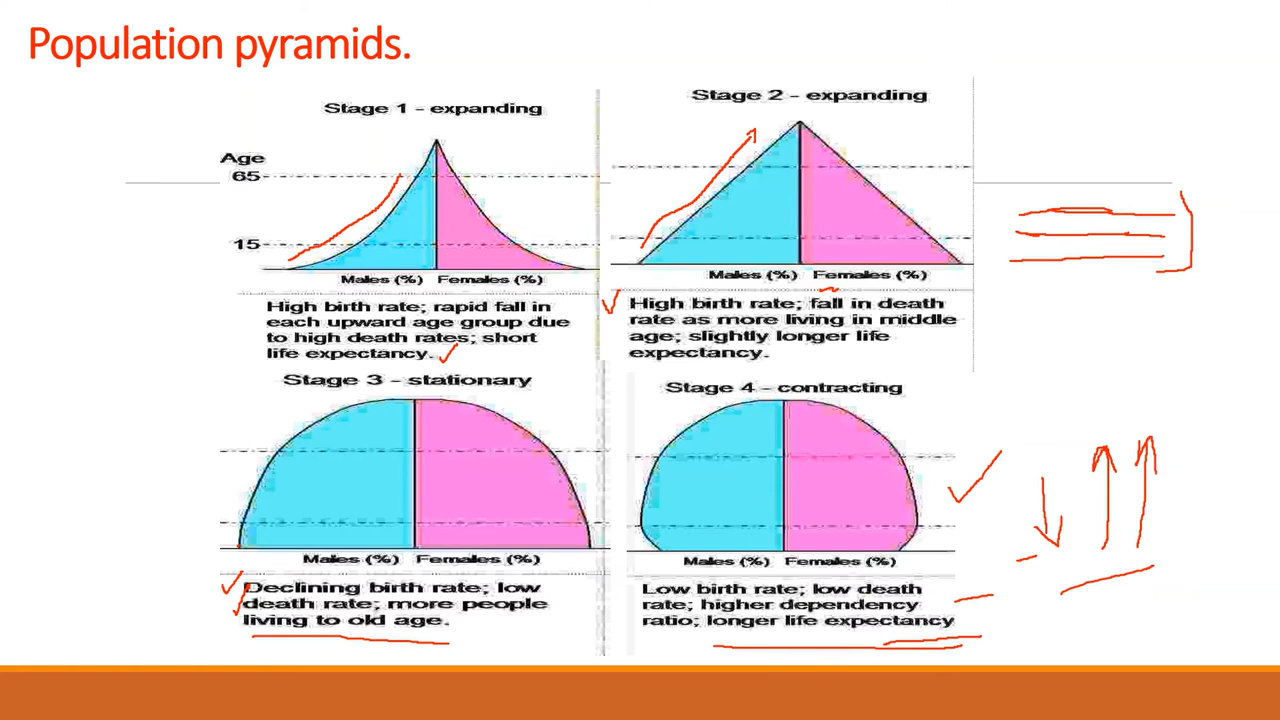 Population pyramids.
Stage 1 - expanding
Age
65
15
Males (%) Females (%)
High birth rate; rapid fall in
each upward age group due
to high death rates; short
life expectancy.
Stage 2 - expanding
Males (%) Females (%)
High birth rate; fall in death
rate as more living in middle
age; slightly longer life
expectancy.
Stage 3 - stationary
Males (%) Females (%)
Declining birth rate; low
death rate; more people
living to old age.
Stage 4 - contracting
Males (%) Females (%)
Low birth rate; low death
rate; higher dependency
ratio; longer life expectancy